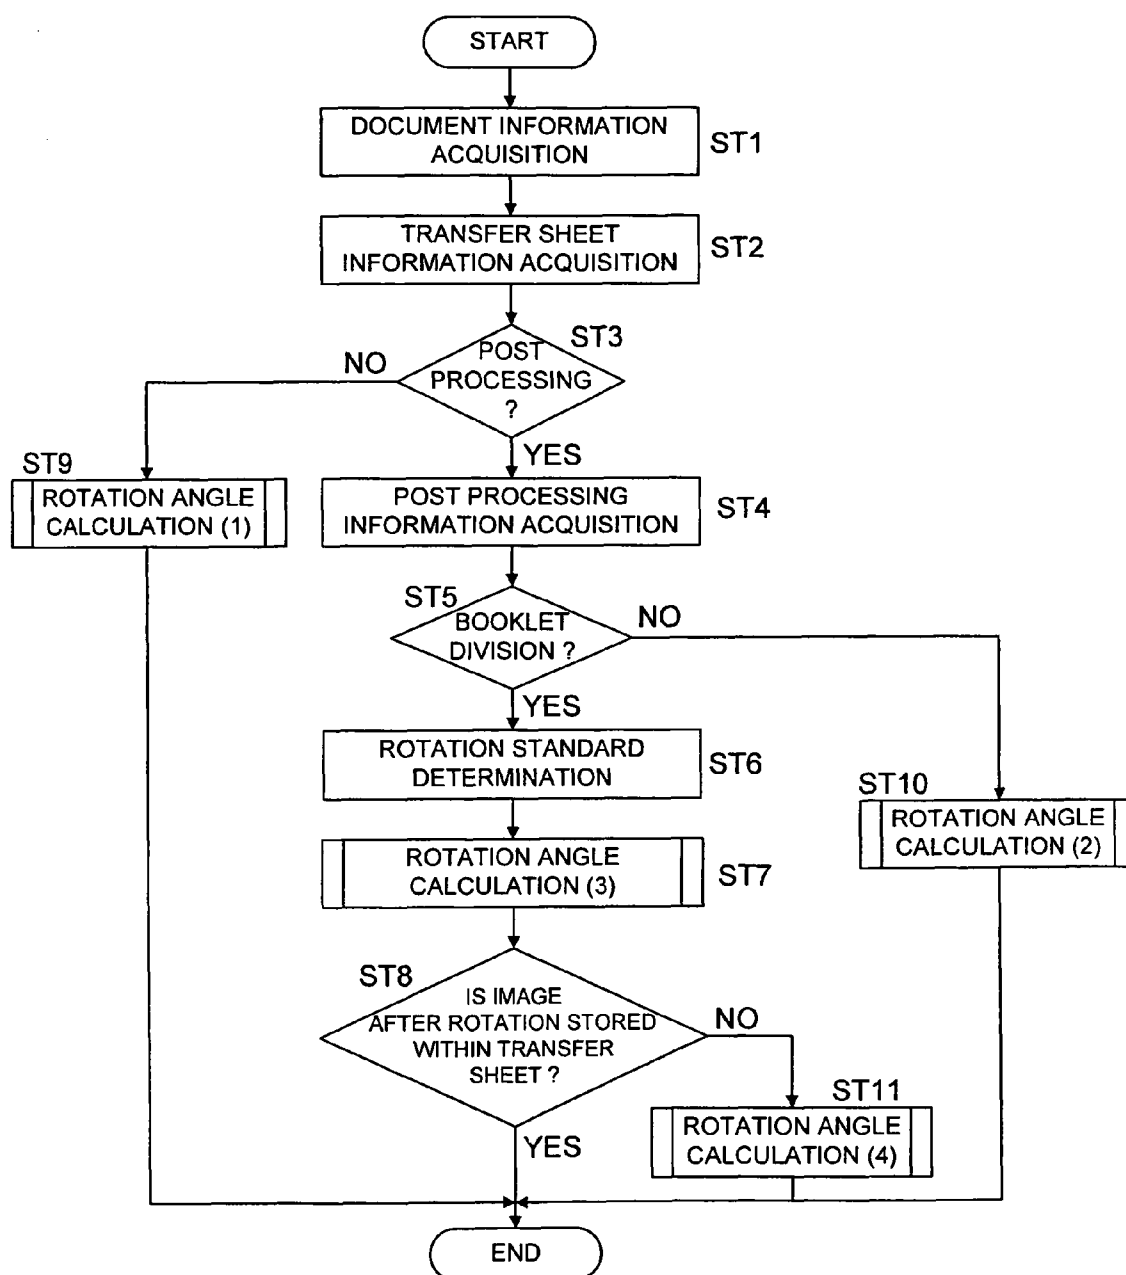 START
DOCUMENT INFORMATION
ACQUISITION
ST1
TRANSFER SHEET
INFORMATION ACQUISITION
ST2
ST3
POST
PROCESSING
?
NO
YES
ST9
ROTATION ANGLE
CALCULATION (1)
POST PROCESSING
INFORMATION ACQUISITION
ST4
ST5
BOOKLET
DIVISION ?
NO
YES
ROTATION STANDARD
DETERMINATION
ST6
ST10
ROTATION ANGLE
CALCULATION (2)
ROTATION ANGLE
CALCULATION (3)
ST7
ST8
IS IMAGE
AFTER ROTATION STORED
WITHIN TRANSFER
SHEET ?
NO
YES
ST11
ROTATION ANGLE
CALCULATION (4)
END